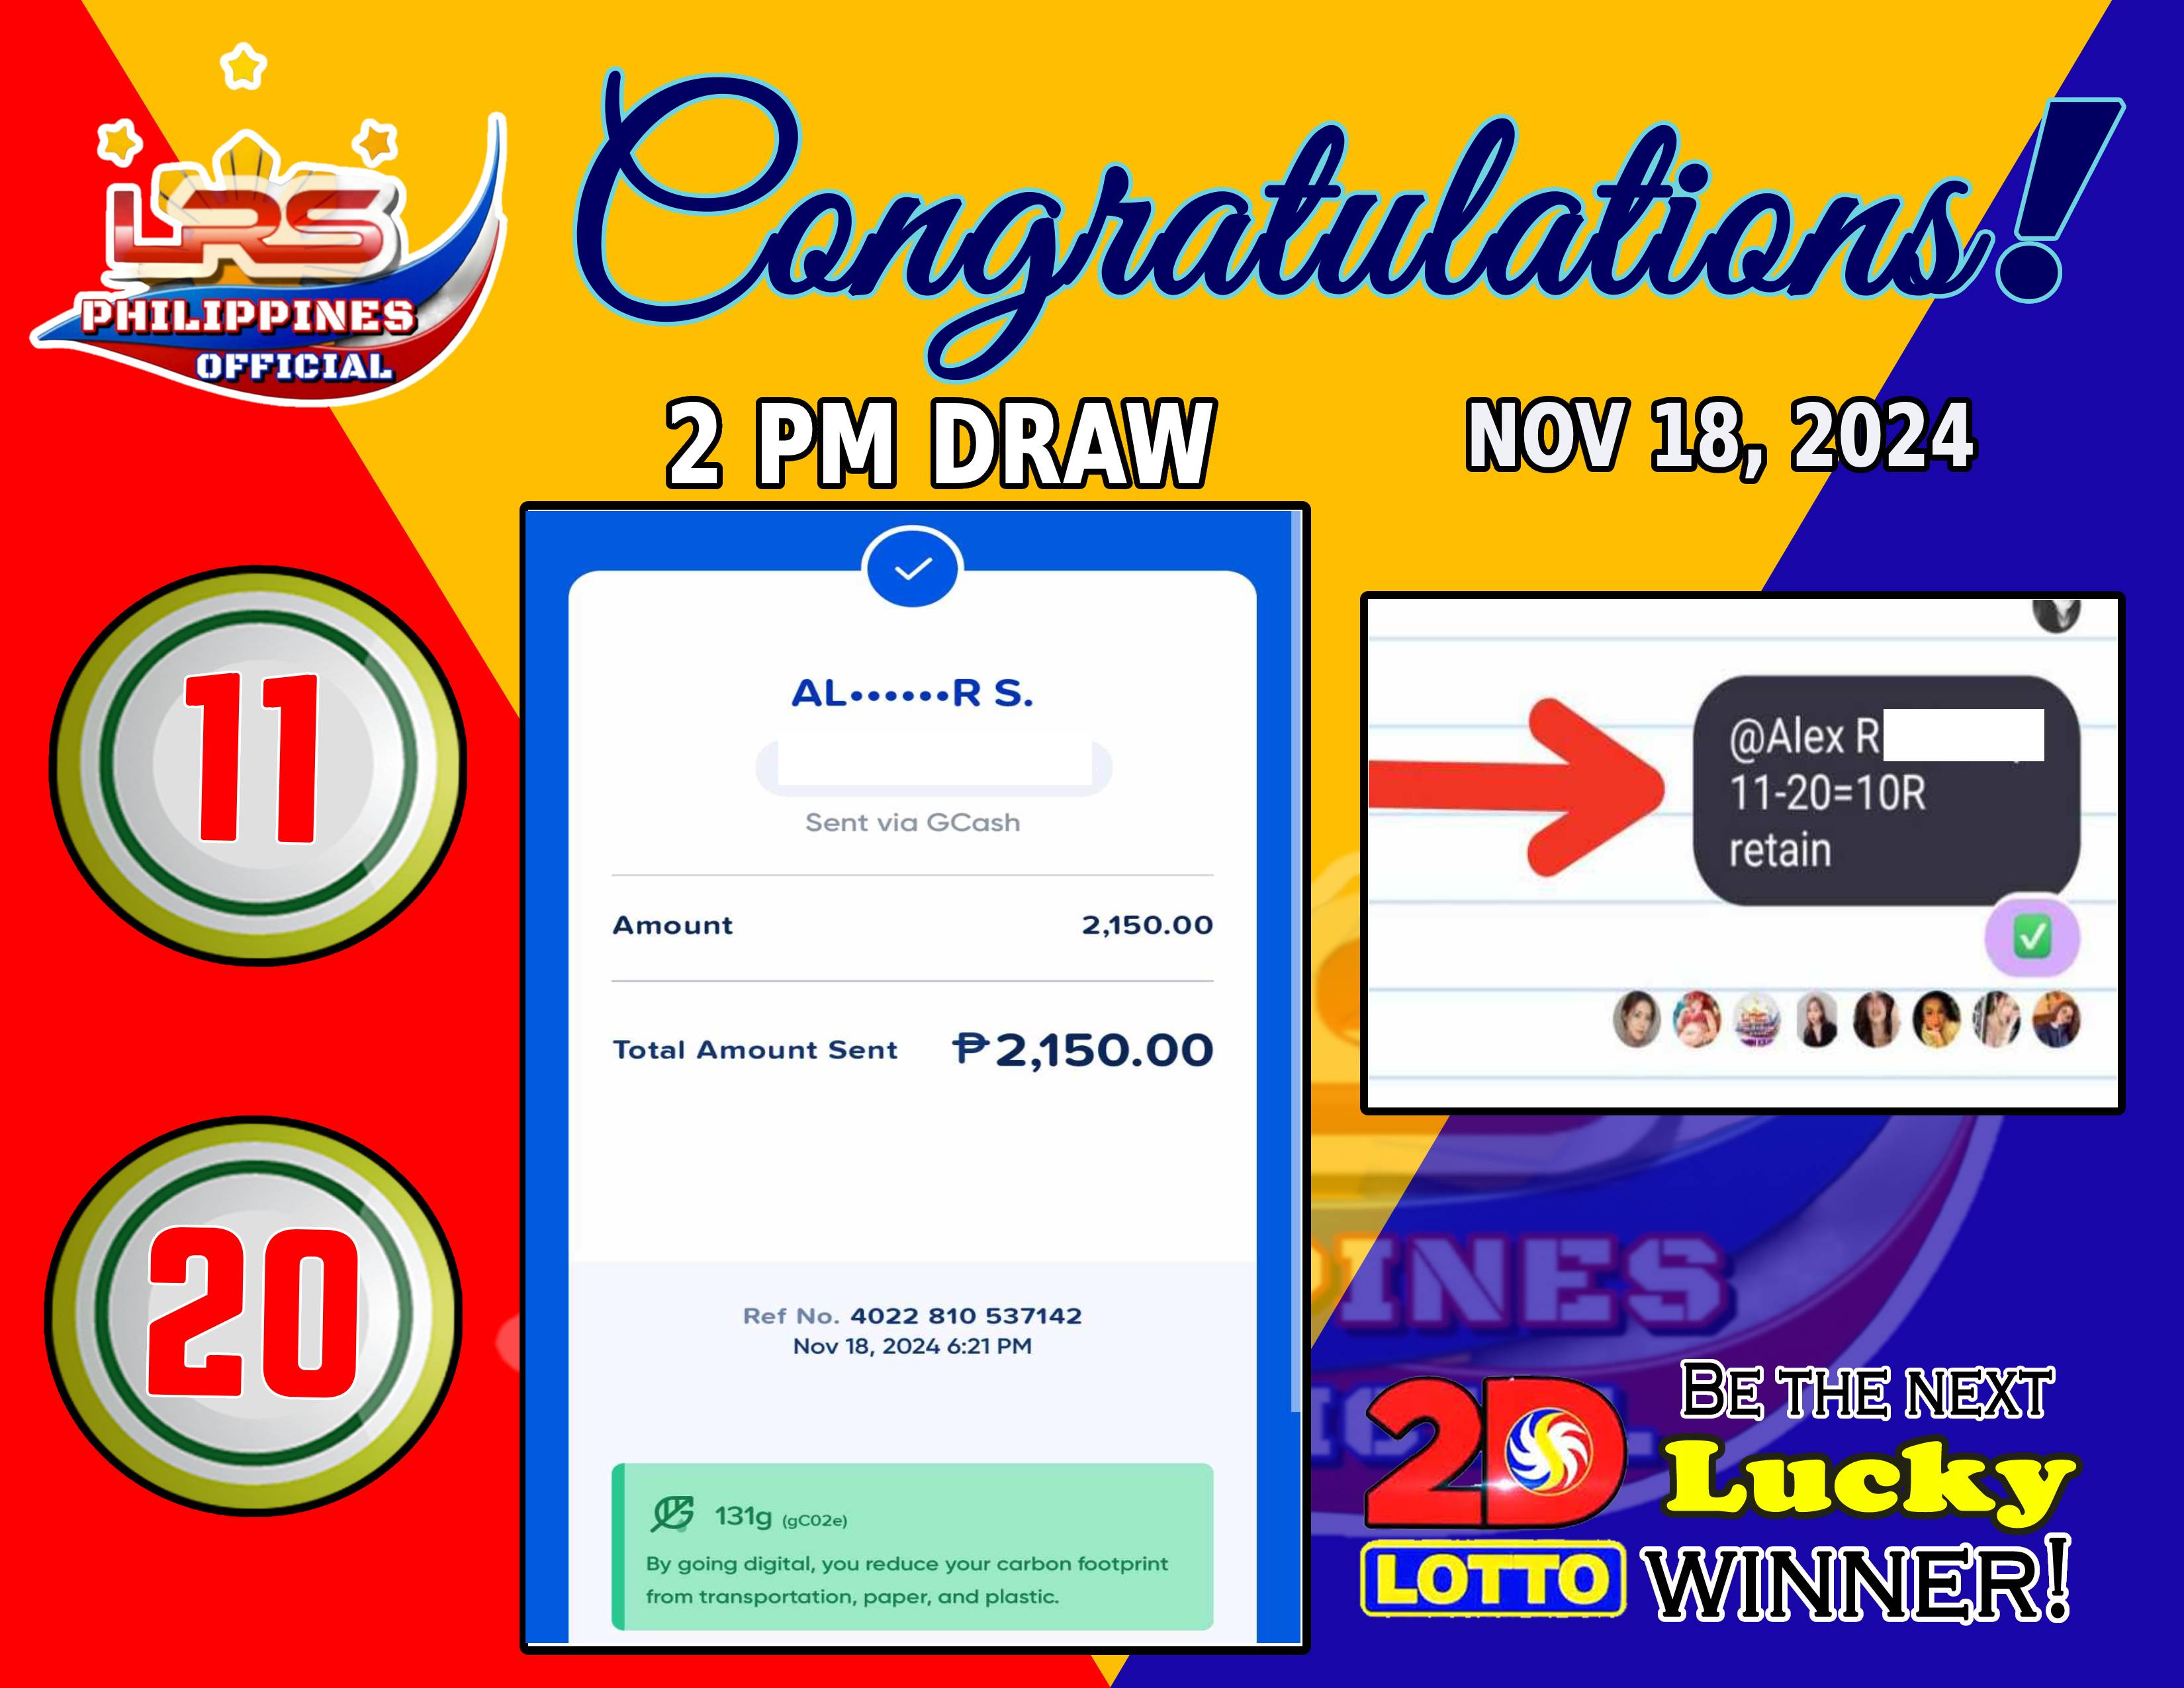 LRS
PHILIPPINES
OFFICIAL
Congratulations!
2 PM DRAW
NOV 18, 2024
11
20
AL••••••R S.
Sent via GCash
Amount 2,150.00
Total Amount Sent ₱2,150.00
Ref No. 4022 810 537142
Nov 18, 2024 6:21 PM
131g (gC02e)
By going digital, you reduce your carbon footprint
from transportation, paper, and plastic.
@Alex R
11-20=10R
retain
PINES
2D
LOTTO
BE THE NEXT
Lucky
WINNER!